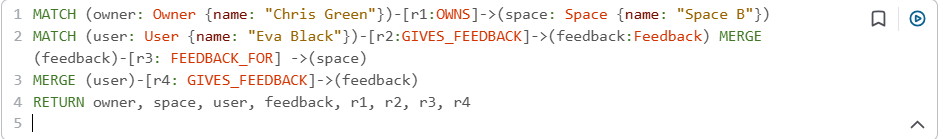 1 MATCH (owner: Owner {name: "Chris Green"})-[r1:OWNS]->(space: Space {name: "Space B"})
2 MATCH (user: User {name: "Eva Black"})-[r2:GIVES_FEEDBACK]->(feedback:Feedback) MERGE
(feedback)-[r3: FEEDBACK_FOR] ->(space)
3 MERGE (user)-[r4: GIVES_FEEDBACK]->(feedback)
4 RETURN owner, space, user, feedback, r1, r2, r3, r4
5